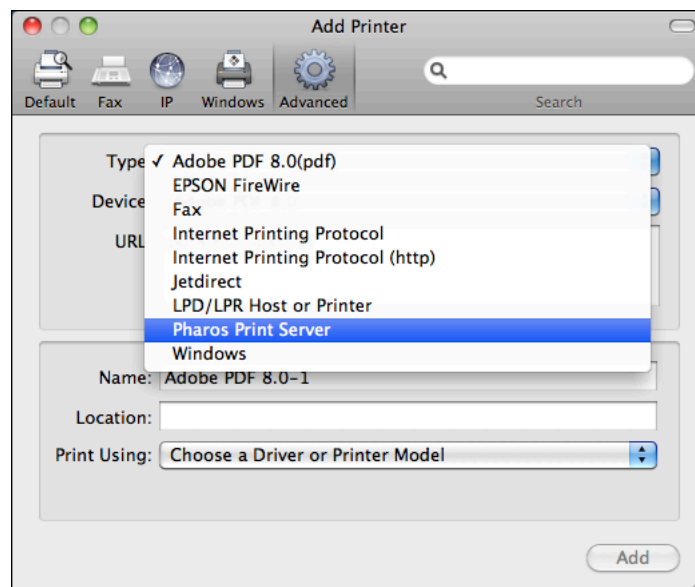 Add Printer
Default Fax IP Windows Advanced Search
Type ✓ Adobe PDF 8.0(pdf)
EPSON FireWire
Device
Fax
URL Internet Printing Protocol
Internet Printing Protocol (http)
Jetdirect
LPD/LPR Host or Printer
Pharos Print Server
Windows
Name: Adobe PDF 8.0-1
Location:
Print Using: Choose a Driver or Printer Model
Add